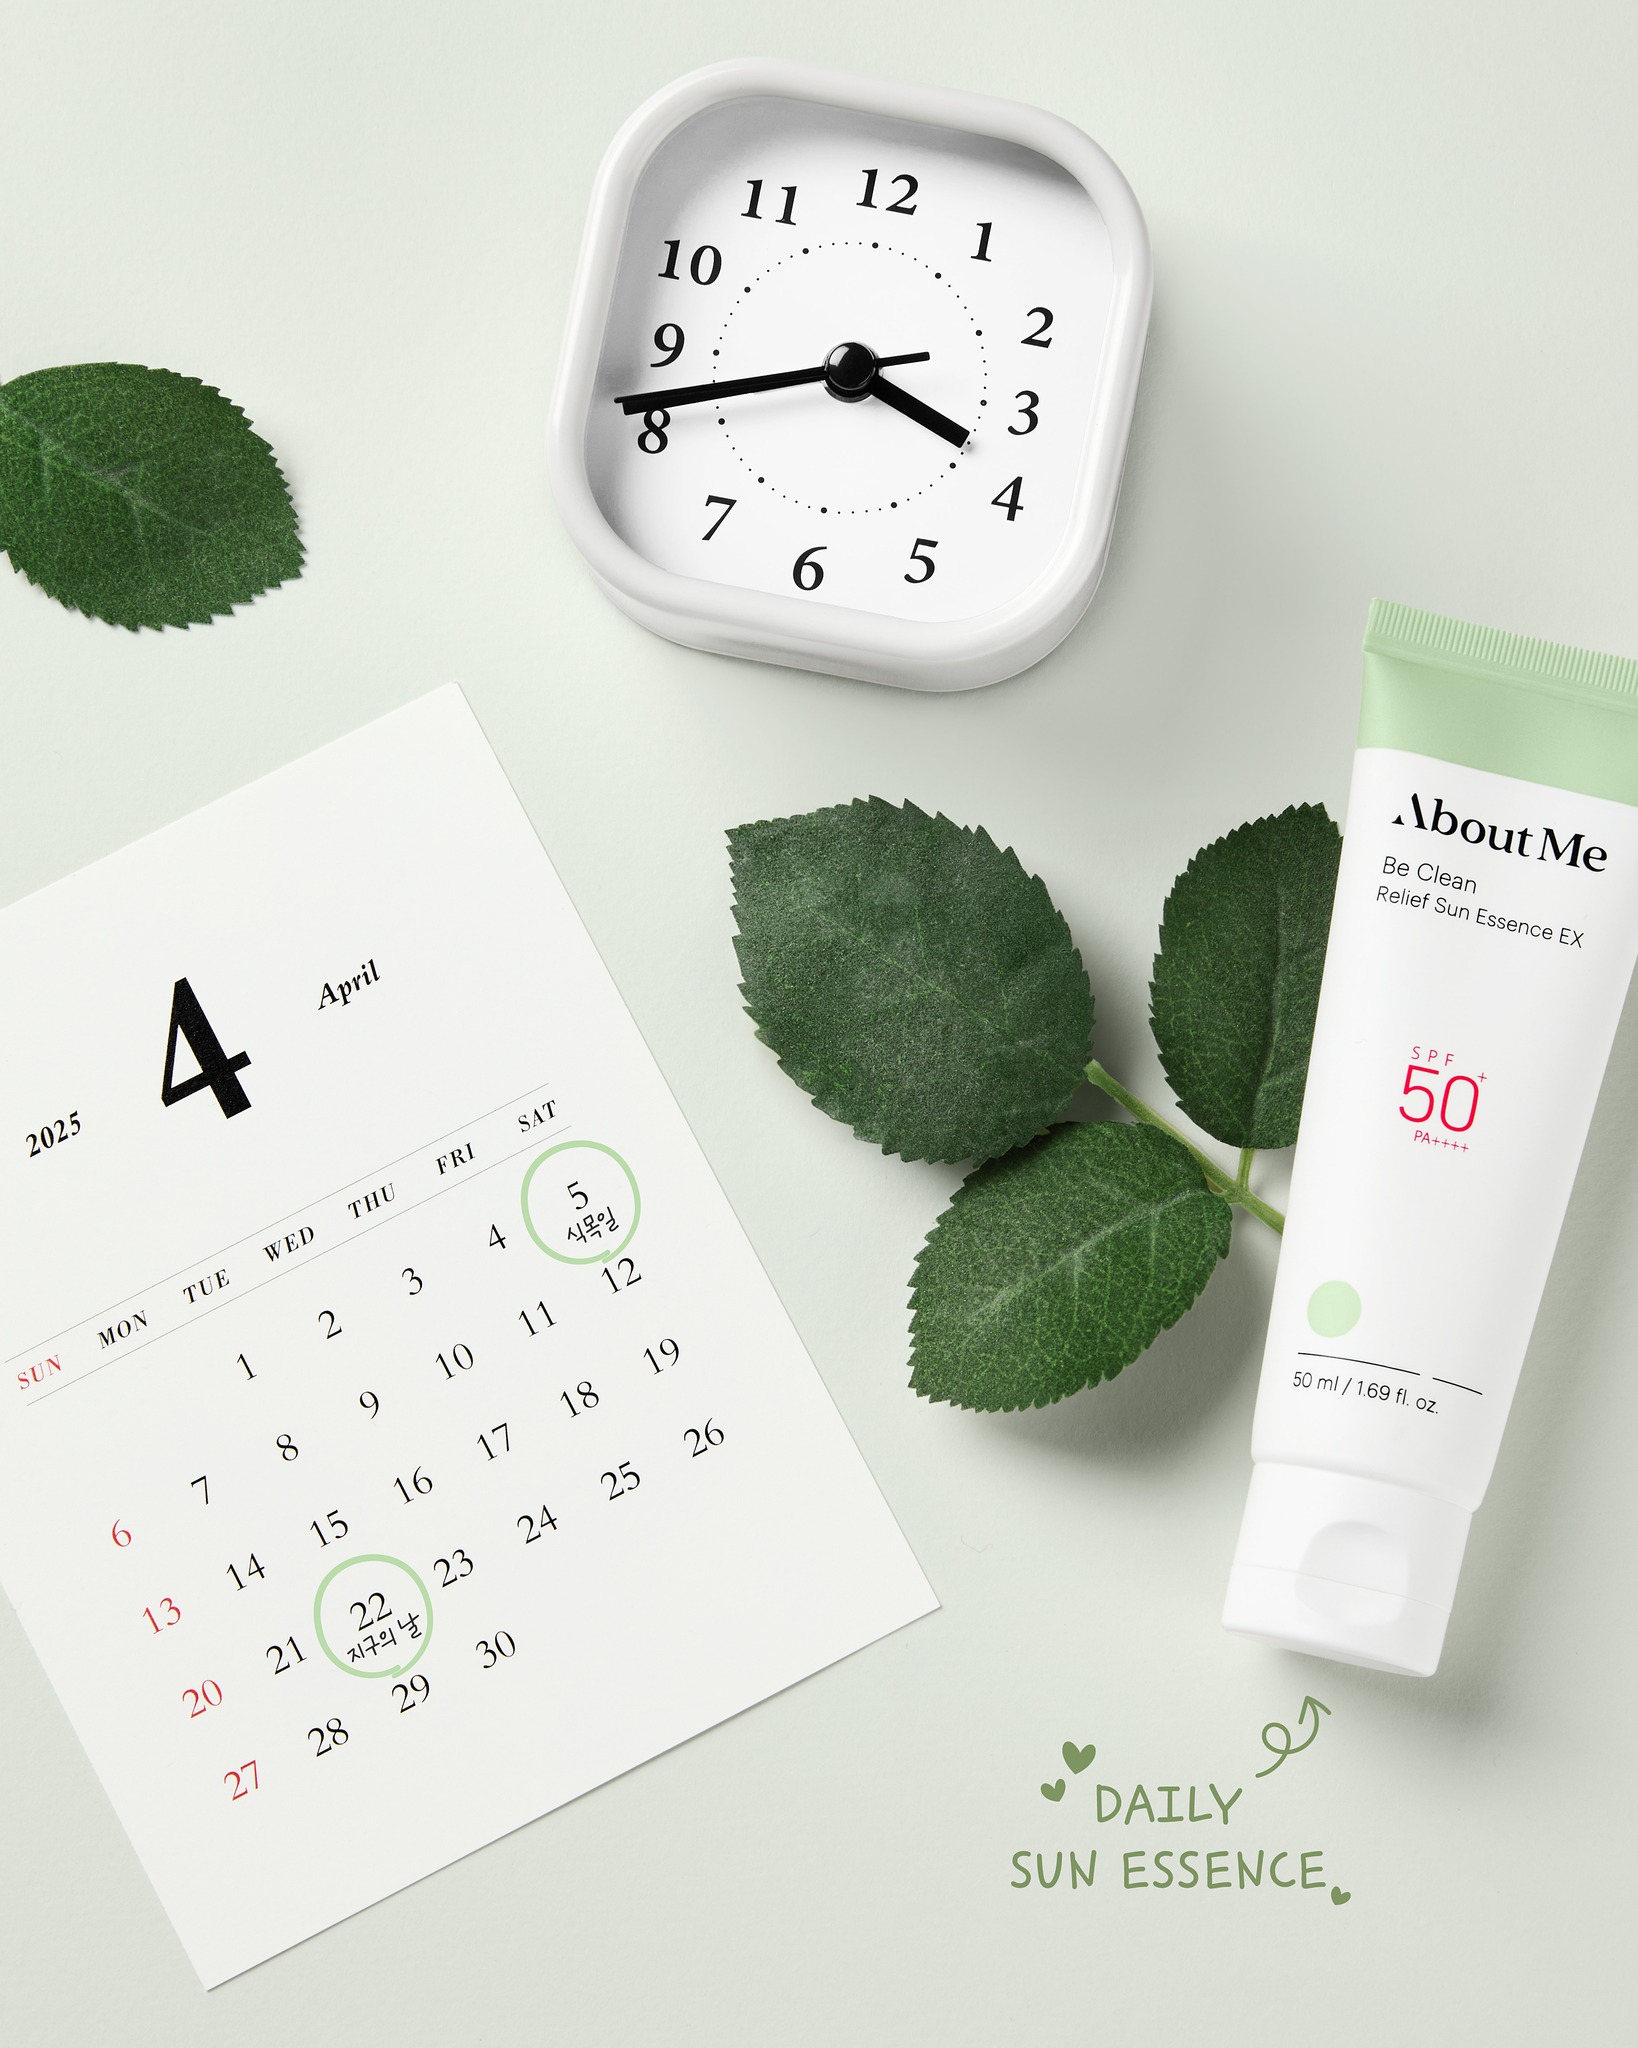 11 12 1
10 2
9 3
8 4
7 6 5
AboutMe
Be Clean
Relief Sun Essence EX
SPF
50+
PA++++
50 ml / 1.69 fl. oz.
2025 4 April
SUN MON TUE WED THU FRI SAT
1 2 3 4 5
식목일
6 7 8 9 10 11 12
13 14 15 16 17 18 19
20 21 22 23 24 25 26
지구의 날
27 28 29 30
DAILY
SUN ESSENCE